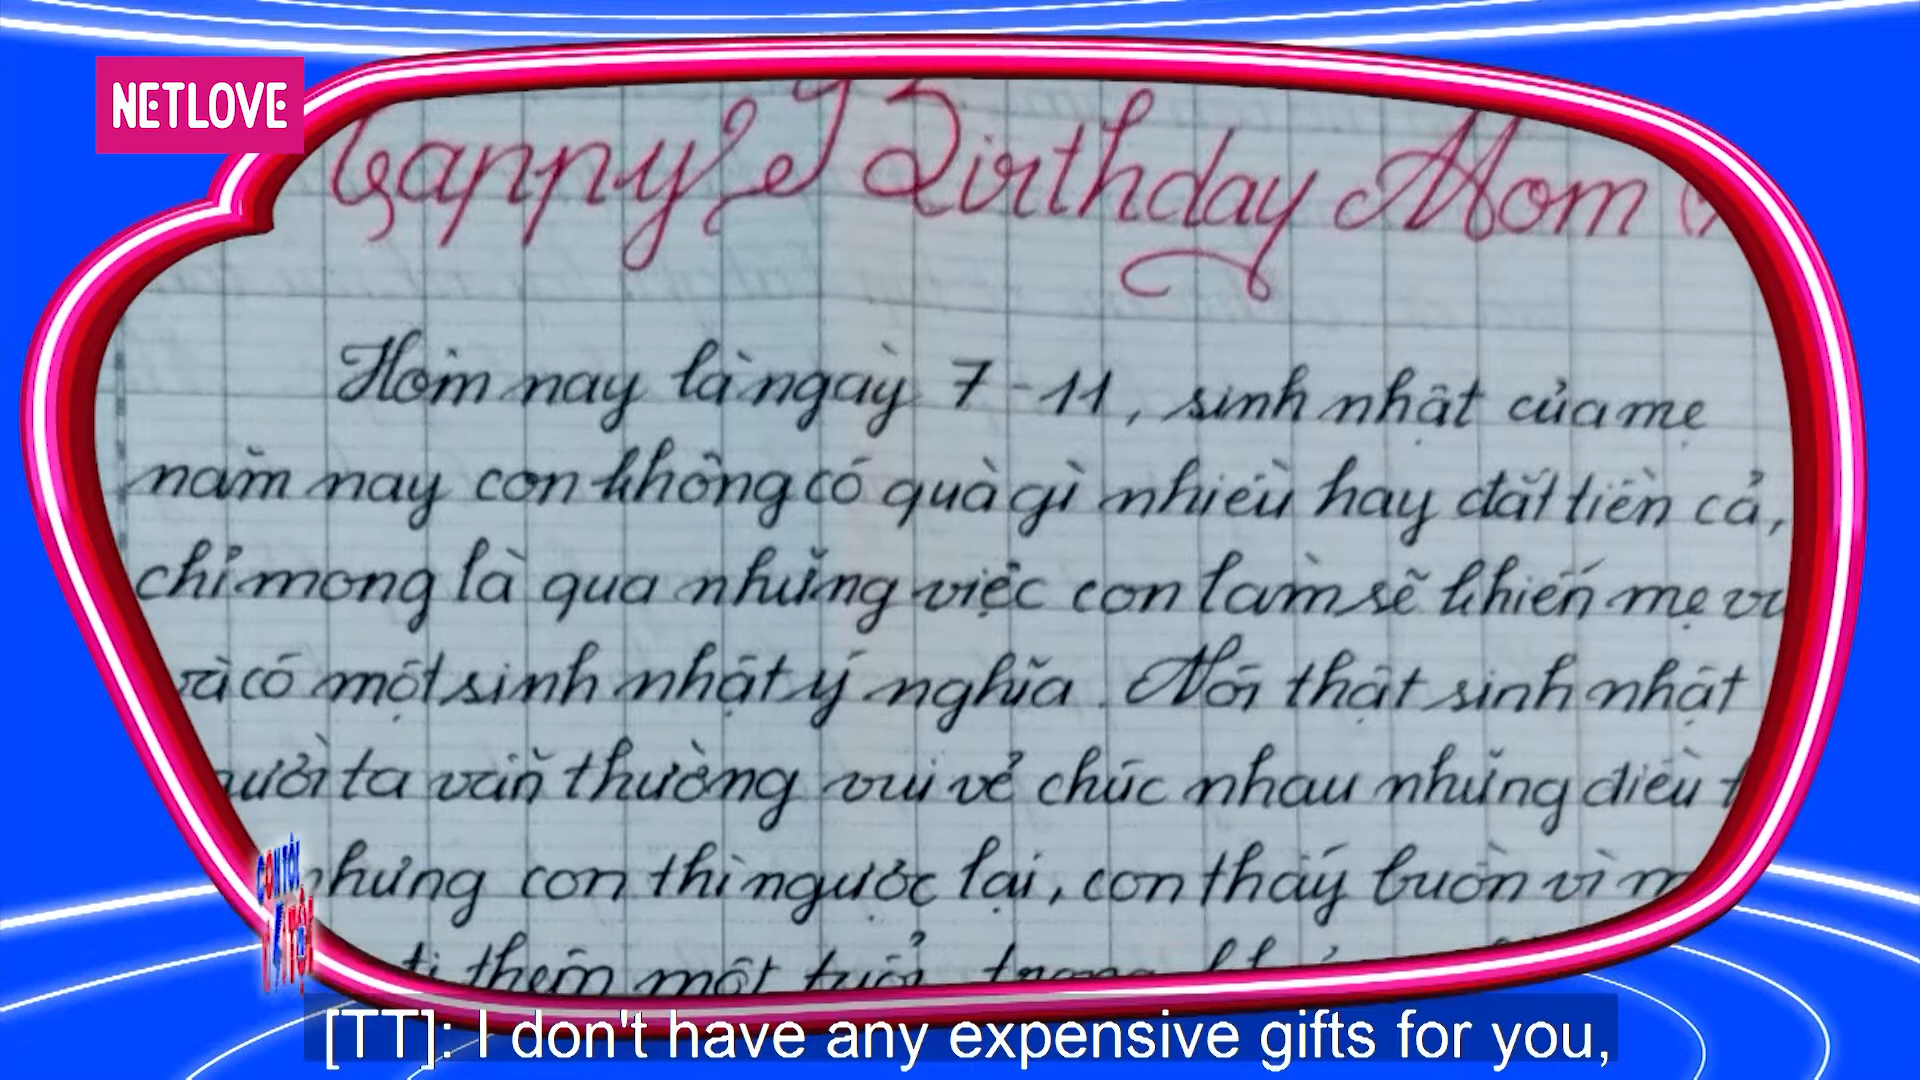 NETLOVE
Happy Birthday Mom
Hôm nay là ngày 7-11, sinh nhật của mẹ
năm nay con không có quà gì nhiều hay đắt tiền cả,
chỉ mong là qua những việc con làm sẽ khiến mẹ
và có một sinh nhật ý nghĩa. Nói thật sinh nhật
người ta vẫn thường vui vẻ chúc nhau những điều
nhưng con thì ngược lại, con thấy buồn vì
thêm một tuổi,
[TT]: I don't have any expensive gifts for you,